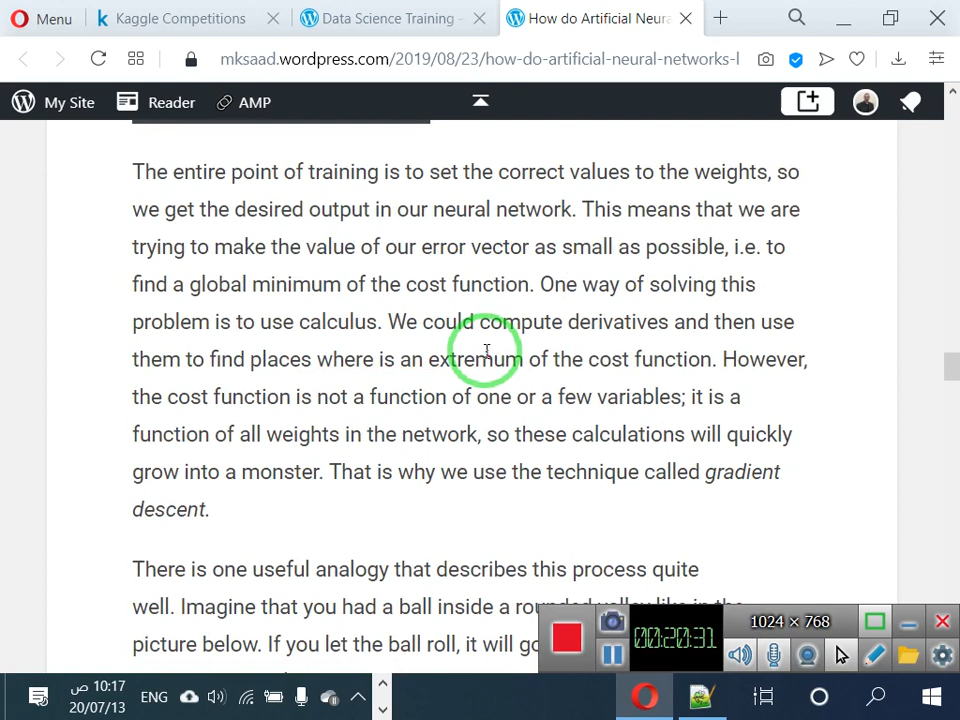 Menu
Kaggle Competitions
Data Science Training -
How do Artificial Neura
mksaad.wordpress.com/2019/08/23/how-do-artificial-neural-networks-l
My Site
Reader
AMP
The entire point of training is to set the correct values to the weights, so
we get the desired output in our neural network. This means that we are
trying to make the value of our error vector as small as possible, i.e. to
find a global minimum of the cost function. One way of solving this
problem is to use calculus. We could compute derivatives and then use
them to find places where is an extremum of the cost function. However,
the cost function is not a function of one or a few variables; it is a
function of all weights in the network, so these calculations will quickly
grow into a monster. That is why we use the technique called gradient
descent.
There is one useful analogy that describes this process quite
well. Imagine that you had a ball inside a rounded valley like in the
picture below. If you let the ball roll, it will go
1024 × 768
00:20:31
10:17 ص
ENG
20/07/13